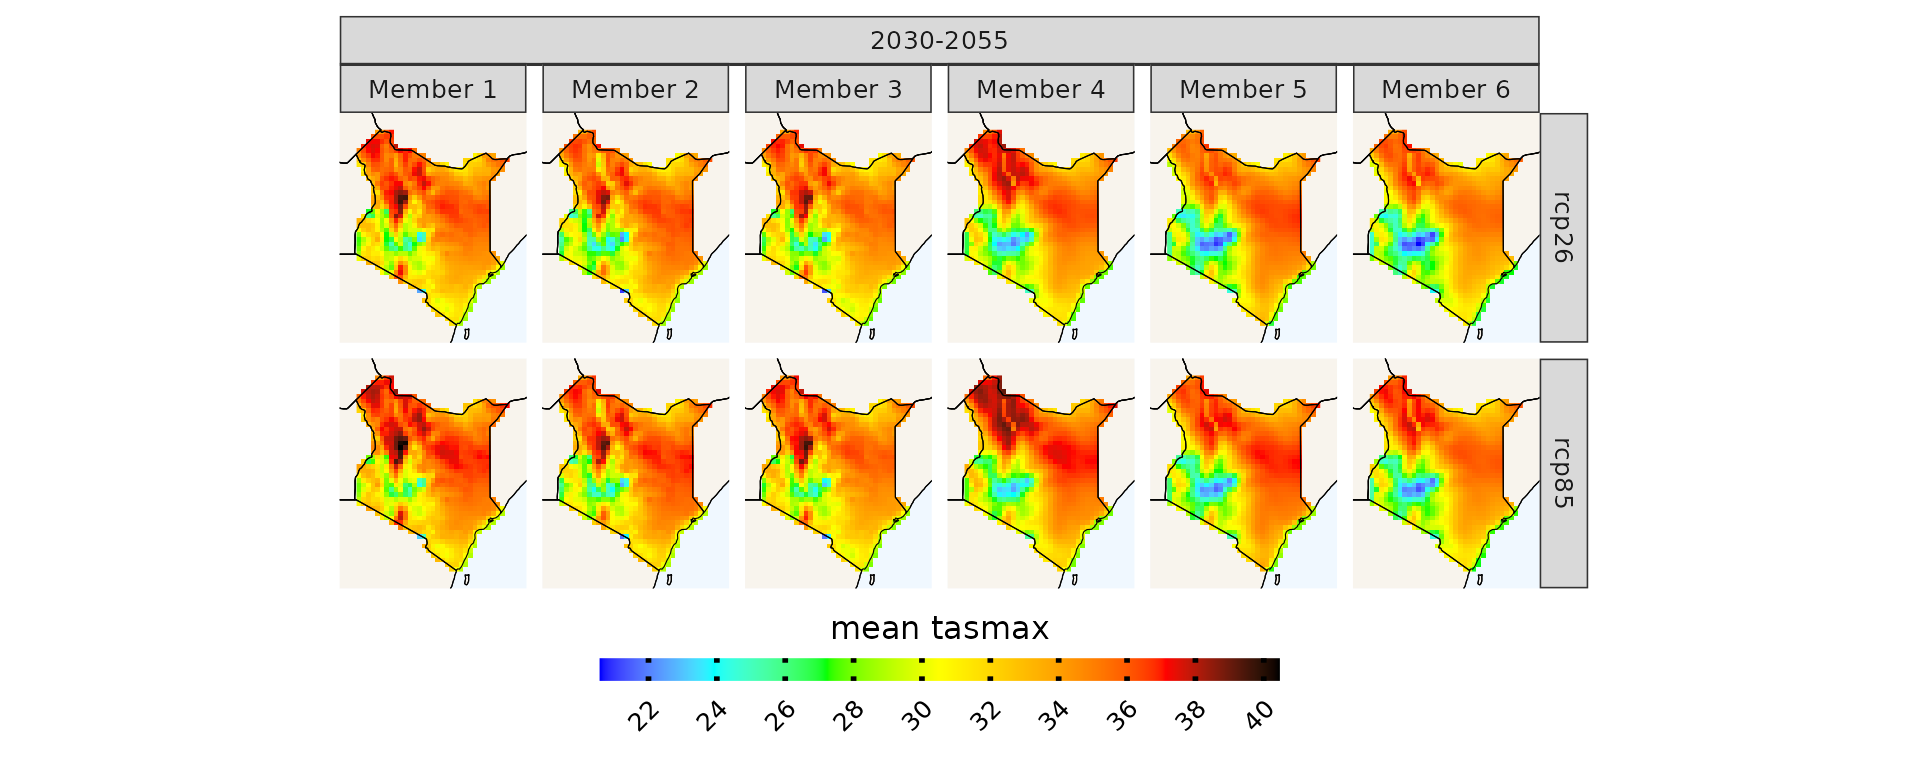 2030-2055
Member 1
Member 2
Member 3
Member 4
Member 5
Member 6
rcp26
rcp85
mean tasmax
22
24
26
28
30
32
34
36
38
40